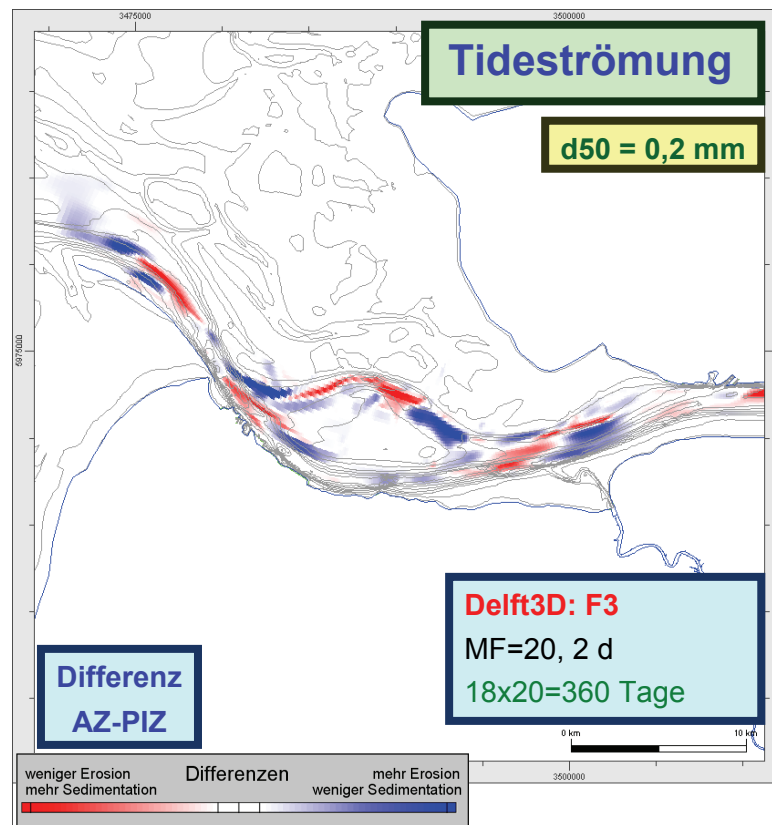 3475000
3500000
Tideströmung
d50 = 0,2 mm
5975000
Delft3D: F3
MF=20, 2 d
18x20=360 Tage
Differenz
AZ-PIZ
0 km
10 km
weniger Erosion
mehr Sedimentation
Differenzen
mehr Erosion
weniger Sedimentation
3500000